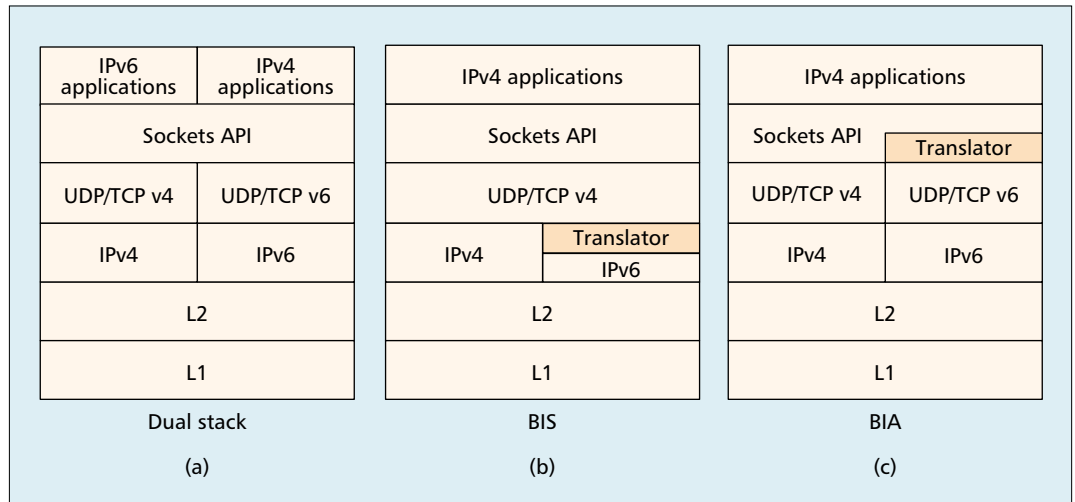 IPv6
applications
IPv4
applications
Sockets API
UDP/TCP v4
UDP/TCP v6
IPv4
IPv6
L2
L1
Dual stack
(a)
IPv4 applications
Sockets API
UDP/TCP v4
IPv4
Translator
IPv6
L2
L1
BIS
(b)
IPv4 applications
Sockets API
Translator
UDP/TCP v4
UDP/TCP v6
IPv4
IPv6
L2
L1
BIA
(c)